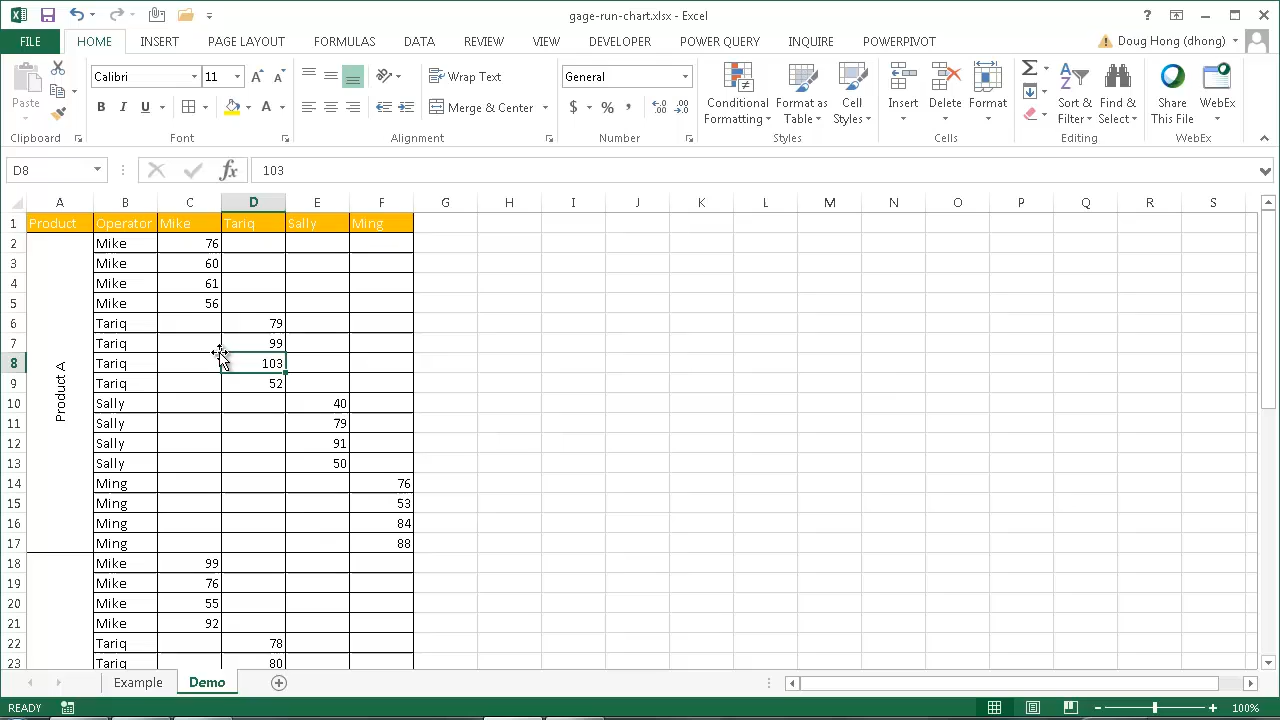 gage-run-chart.xlsx - Excel
FILE HOME INSERT PAGE LAYOUT FORMULAS DATA REVIEW VIEW DEVELOPER POWER QUERY INQUIRE POWERPIVOT Doug Hong (dhong)
Paste
Calibri 11
B I U A
Wrap Text
Merge & Center
General
$ % ,
Conditional Formatting
Format as Table
Cell Styles
Insert
Delete
Format
Sort & Filter
Find & Select
Share This File
WebEx
Clipboard Font Alignment Number Styles Cells Editing WebEx
D8 fx 103
A B C D E F G H I J K L M N O P Q R S
1 Product Operator Mike Tariq Sally Ming
2 Mike 76
3 Mike 60
4 Mike 61
5 Mike 56
6 Tariq 79
7 Tariq 99
8 Tariq 103
9 Tariq 52
Product A
10 Sally 40
11 Sally 79
12 Sally 91
13 Sally 50
14 Ming 76
15 Ming 53
16 Ming 84
17 Ming 88
18 Mike 99
19 Mike 76
20 Mike 55
21 Mike 92
22 Tariq 78
23 Tariq 80
Example Demo
READY 100%